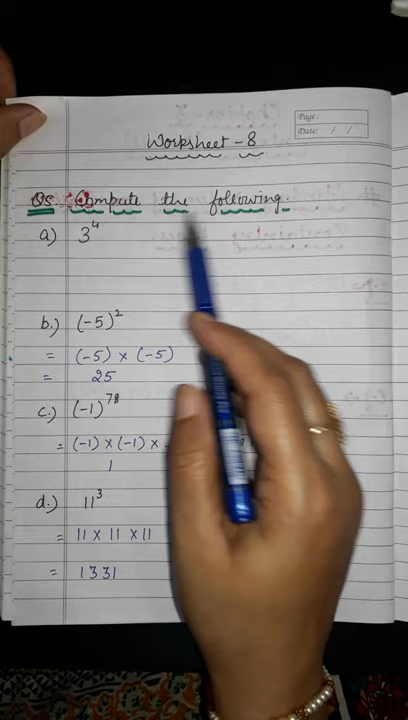 Page:
Date: / /
Worksheet - 8
Q5. Compute the following.
a) 3⁴
b.) (-5)²
= (-5) × (-5)
= 25
c.) (-1)⁷⁸
= (-1) × (-1) ×
1
d.) 11³
= 11 × 11 × 11
= 1331